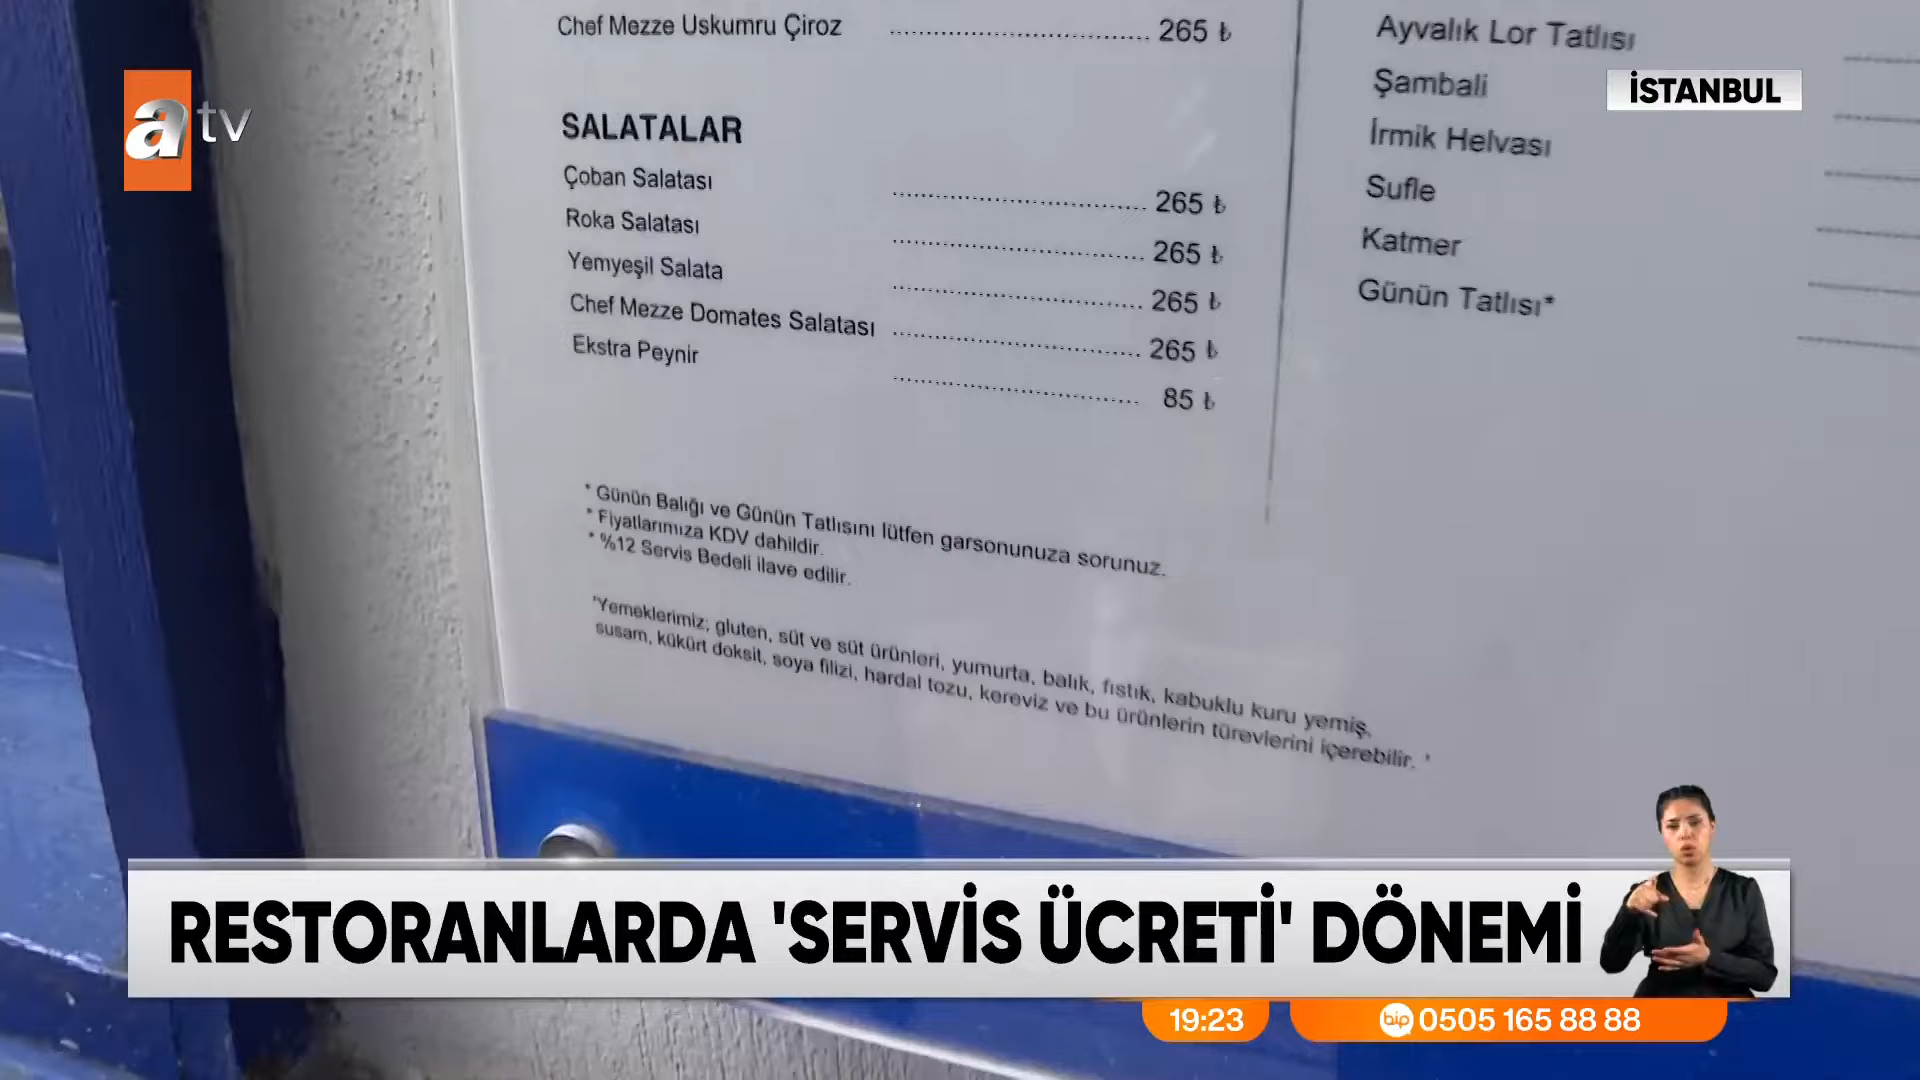 Chef Mezze Uskumru Çiroz ........ 265 ₺
SALATALAR
Çoban Salatası ........ 265 ₺
Roka Salatası ........ 265 ₺
Yemyeşil Salata ........ 265 ₺
Chef Mezze Domates Salatası ........ 265 ₺
Ekstra Peynir ........ 85 ₺
* Günün Balığı ve Günün Tatlısını lütfen garsonunuza sorunuz.
* Fiyatlarımıza KDV dahildir.
* %12 Servis Bedeli ilave edilir.
"Yemeklerimiz; gluten, süt ve süt ürünleri, yumurta, balık, fıstık, kabuklu kuru yemiş,
susam, kükürt doksit, soya filizi, hardal tozu, kereviz ve bu ürünlerin türevlerini içerebilir. "
Ayvalık Lor Tatlısı
Şambali
İrmik Helvası
Sufle
Katmer
Günün Tatlısı*
atv
İSTANBUL
RESTORANLARDA 'SERVİS ÜCRETİ' DÖNEMİ
19:23
bip 0505 165 88 88